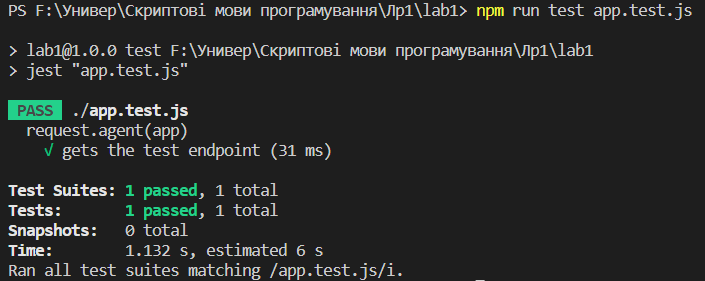 PS F:\Универ\Скриптові мови програмування\Лр1\lab1> npm run test app.test.js
> lab1@1.0.0 test F:\Универ\Скриптові мови програмування\Лр1\lab1
> jest "app.test.js"
PASS ./app.test.js
request.agent(app)
√ gets the test endpoint (31 ms)
Test Suites: 1 passed, 1 total
Tests: 1 passed, 1 total
Snapshots: 0 total
Time: 1.132 s, estimated 6 s
Ran all test suites matching /app.test.js/i.